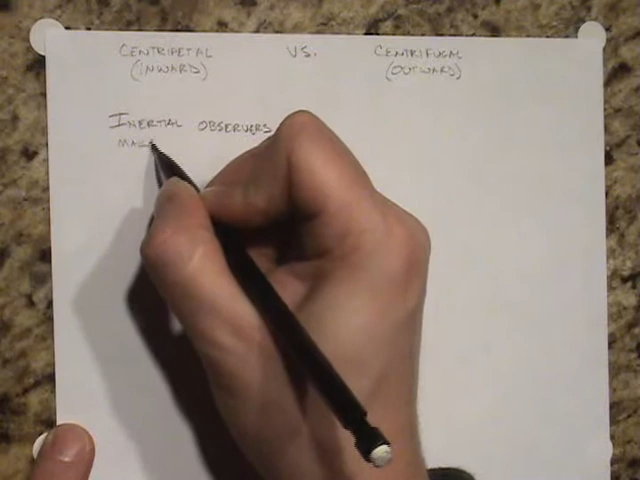 CENTRIPETAL VS. CENTRIFUGAL
(INWARD) (OUTWARD)
INERTIAL OBSERVERS